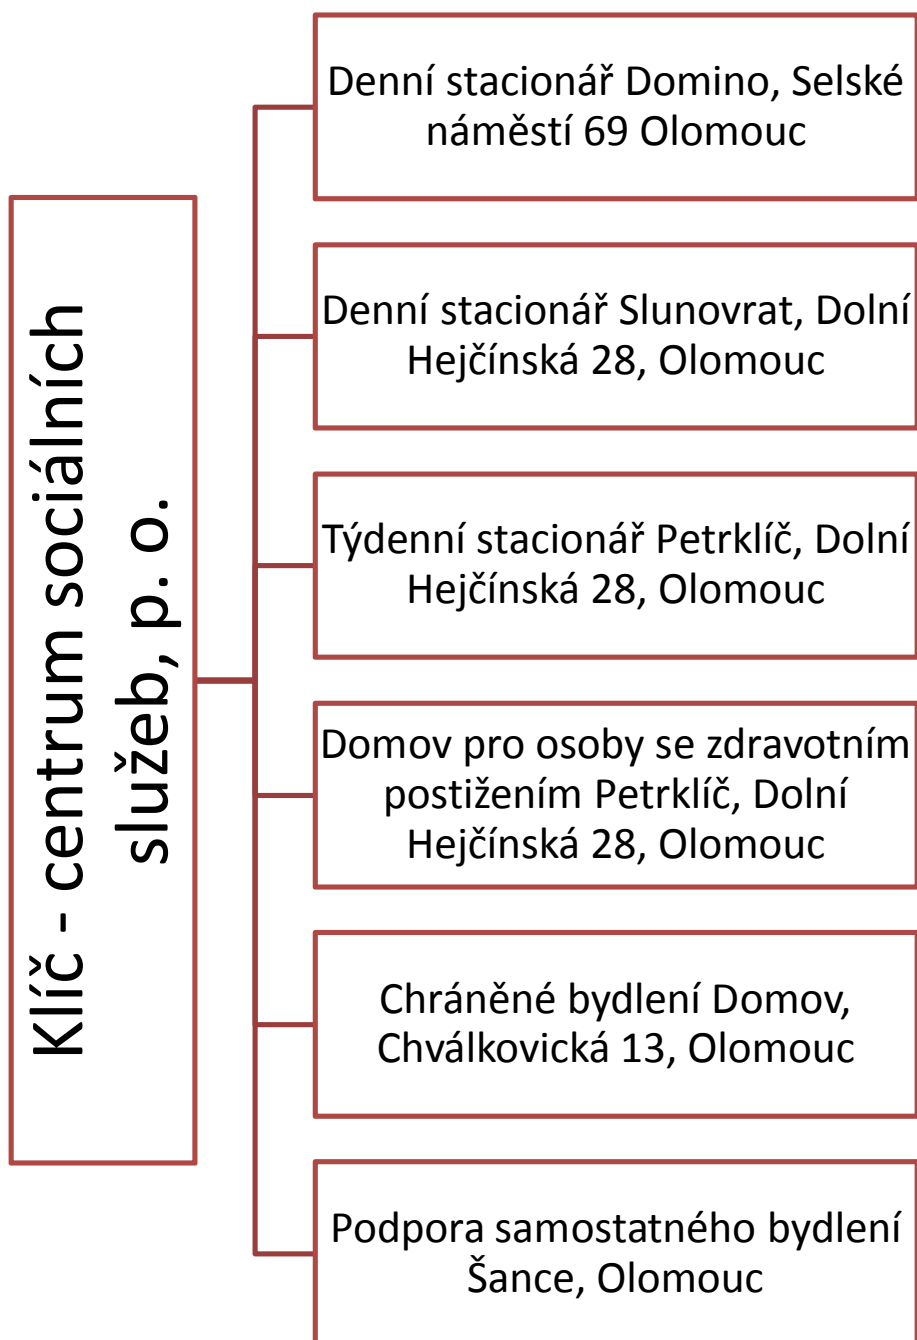 Klíč - centrum sociálních
služeb, p. o.
Denní stacionář Domino, Selské
náměstí 69 Olomouc
Denní stacionář Slunovrat, Dolní
Hejčínská 28, Olomouc
Týdenní stacionář Petrklíč, Dolní
Hejčínská 28, Olomouc
Domov pro osoby se zdravotním
postižením Petrklíč, Dolní
Hejčínská 28, Olomouc
Chráněné bydlení Domov,
Chválkovická 13, Olomouc
Podpora samostatného bydlení
Šance, Olomouc